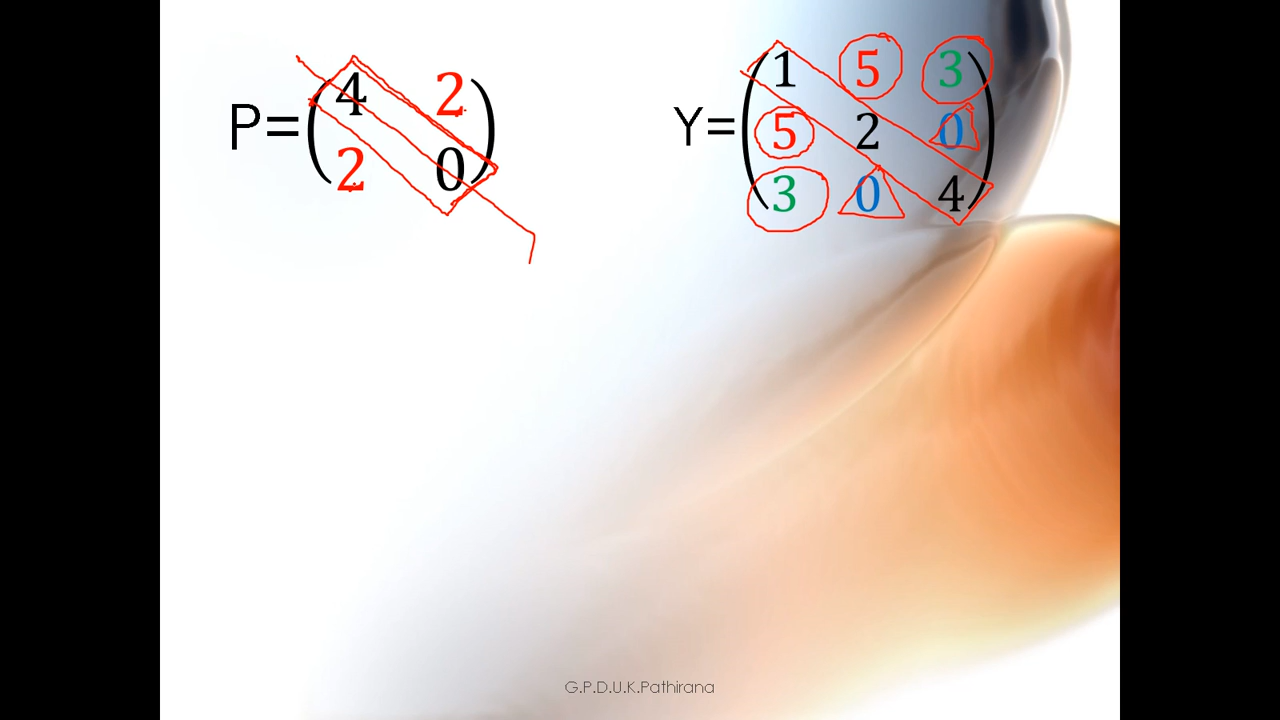 P=(4 2
2 0)
Y=(1 5 3
5 2 0
3 0 4)
G.P.D.U.K.Pathirana